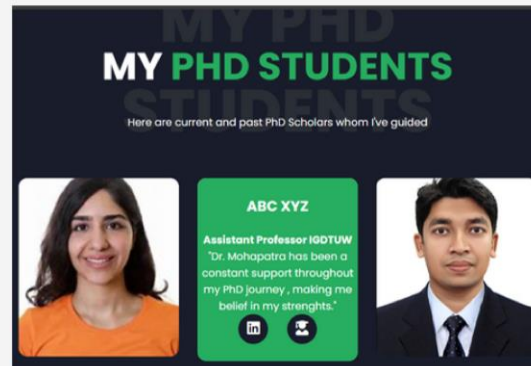 MY PHD
MY PHD STUDENTS
STUDENTS
Here are current and past PhD Scholars whom I've guided
ABC XYZ
Assistant Professor IGDTUW
"Dr. Mohapatra has been a
constant support throughout
my PhD journey , making me
belief in my strenghts."
in